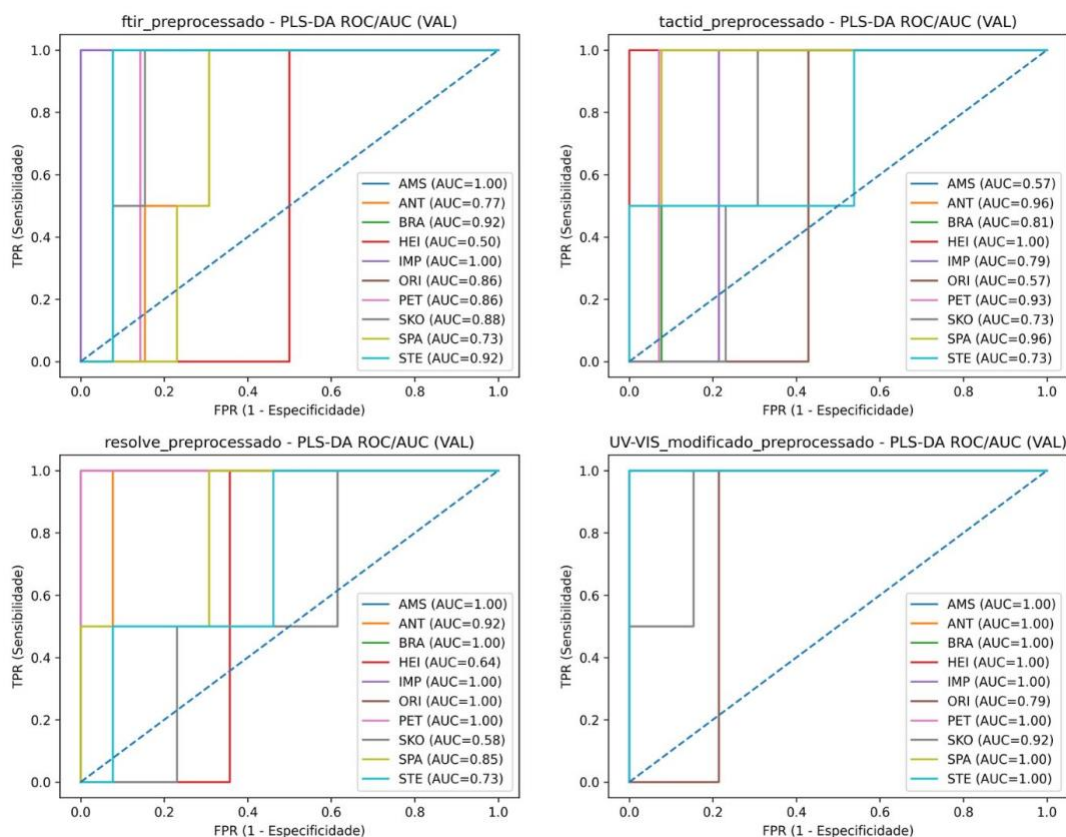 ftir_preprocessado - PLS-DA ROC/AUC (VAL)
TPR (Sensibilidade)
1.0
0.8
0.6
0.4
0.2
0.0
AMS (AUC=1.00)
ANT (AUC=0.77)
BRA (AUC=0.92)
HEI (AUC=0.50)
IMP (AUC=1.00)
ORI (AUC=0.86)
PET (AUC=0.86)
SKO (AUC=0.88)
SPA (AUC=0.73)
STE (AUC=0.92)
0.0 0.2 0.4 0.6 0.8 1.0
FPR (1 - Especificidade)
tactid_preprocessado - PLS-DA ROC/AUC (VAL)
TPR (Sensibilidade)
1.0
0.8
0.6
0.4
0.2
0.0
AMS (AUC=0.57)
ANT (AUC=0.96)
BRA (AUC=0.81)
HEI (AUC=1.00)
IMP (AUC=0.79)
ORI (AUC=0.57)
PET (AUC=0.93)
SKO (AUC=0.73)
SPA (AUC=0.96)
STE (AUC=0.73)
0.0 0.2 0.4 0.6 0.8 1.0
FPR (1 - Especificidade)
resolve_preprocessado - PLS-DA ROC/AUC (VAL)
TPR (Sensibilidade)
1.0
0.8
0.6
0.4
0.2
0.0
AMS (AUC=1.00)
ANT (AUC=0.92)
BRA (AUC=1.00)
HEI (AUC=0.64)
IMP (AUC=1.00)
ORI (AUC=1.00)
PET (AUC=1.00)
SKO (AUC=0.58)
SPA (AUC=0.85)
STE (AUC=0.73)
0.0 0.2 0.4 0.6 0.8 1.0
FPR (1 - Especificidade)
UV-VIS_modificado_preprocessado - PLS-DA ROC/AUC (VAL)
TPR (Sensibilidade)
1.0
0.8
0.6
0.4
0.2
0.0
AMS (AUC=1.00)
ANT (AUC=1.00)
BRA (AUC=1.00)
HEI (AUC=1.00)
IMP (AUC=1.00)
ORI (AUC=0.79)
PET (AUC=1.00)
SKO (AUC=0.92)
SPA (AUC=1.00)
STE (AUC=1.00)
0.0 0.2 0.4 0.6 0.8 1.0
FPR (1 - Especificidade)